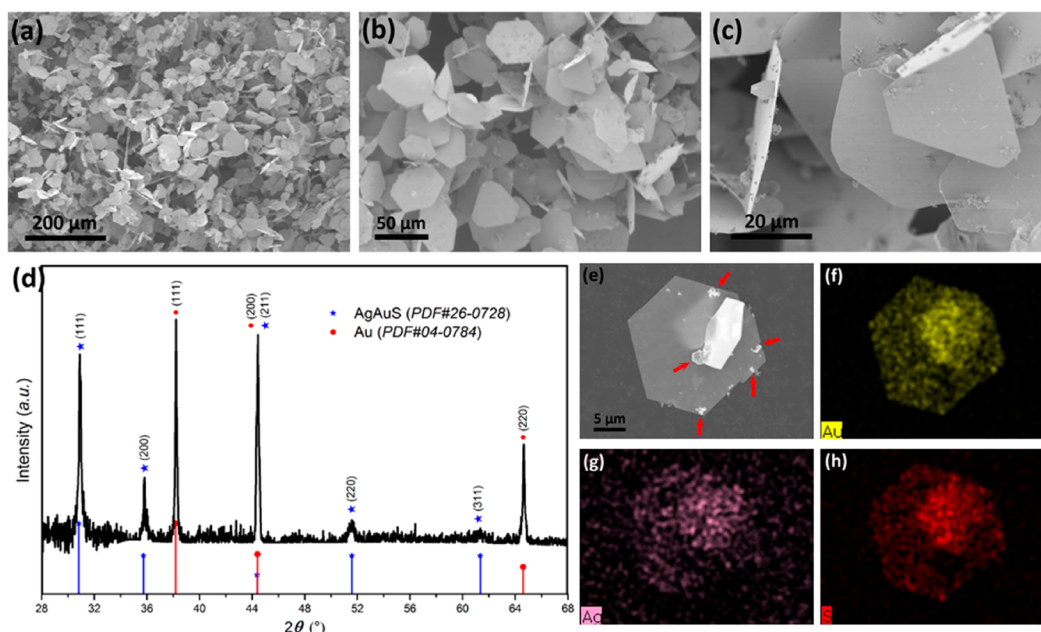 (a)
200 μm
(b)
50 μm
(c)
20 μm
(d)
Intensity (a.u.)
(111)
(200)
(111)
(200)
(211)
(220)
(311)
(220)
AgAuS (PDF#26-0728)
Au (PDF#04-0784)
28 32 36 40 44 48 52 56 60 64 68
2θ (°)
(e)
5 μm
(f)
Au
(g)
Ag
(h)
S